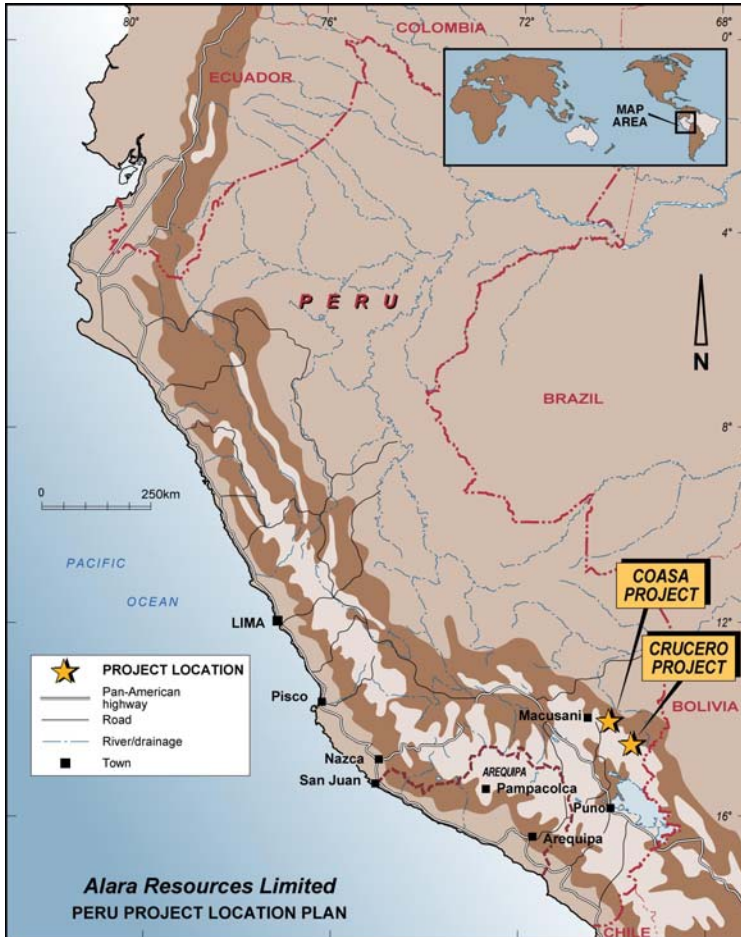 80°
76°
72°
68°
0°
COLOMBIA
ECUADOR
MAP
AREA
4°
PERU
N
BRAZIL
8°
0
250km
PACIFIC
OCEAN
COASA
PROJECT
12°
LIMA
CRUCERO
PROJECT
PROJECT LOCATION
Pan-American
highway
Road
River/drainage
Town
Pisco
Macusani
BOLIVIA
Nazca
San Juan
AREQUIPA
Pampacolca
Puno
16°
Arequipa
Alara Resources Limited
PERU PROJECT LOCATION PLAN
CHILE